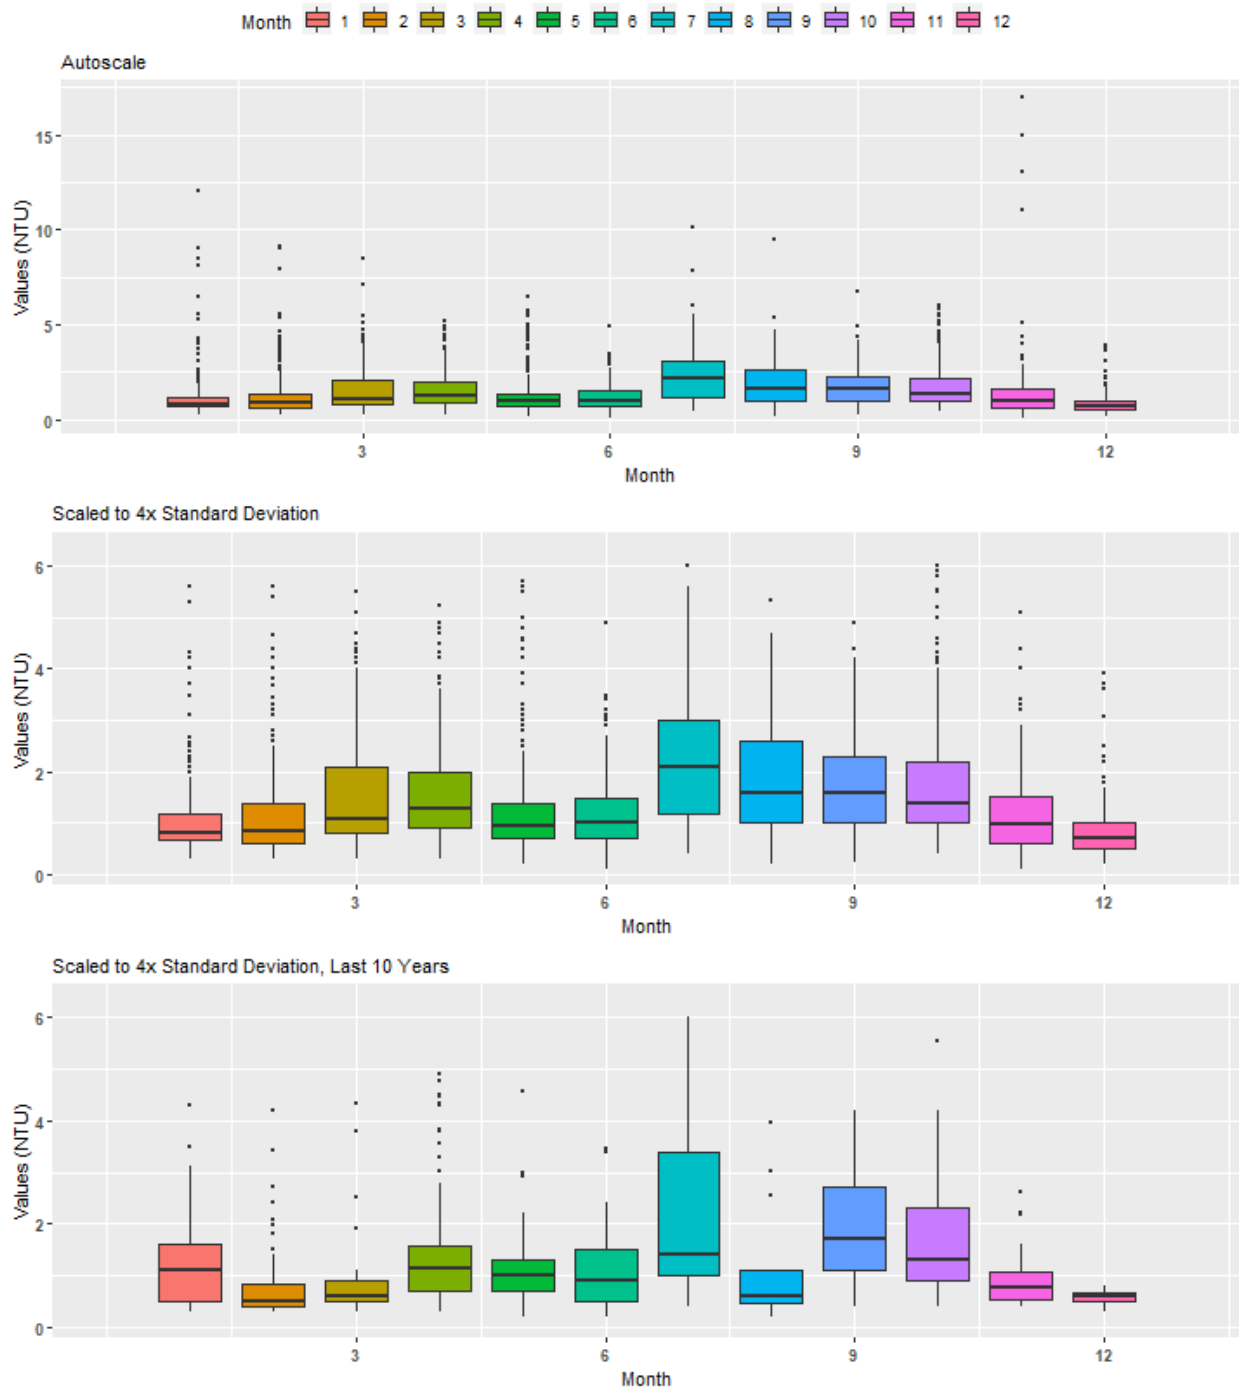 Month 1 2 3 4 5 6 7 8 9 10 11 12
Autoscale
Values (NTU)
15
10
5
0
3 6 9 12
Month
Scaled to 4x Standard Deviation
Values (NTU)
6
4
2
0
3 6 9 12
Month
Scaled to 4x Standard Deviation, Last 10 Years
Values (NTU)
6
4
2
0
3 6 9 12
Month